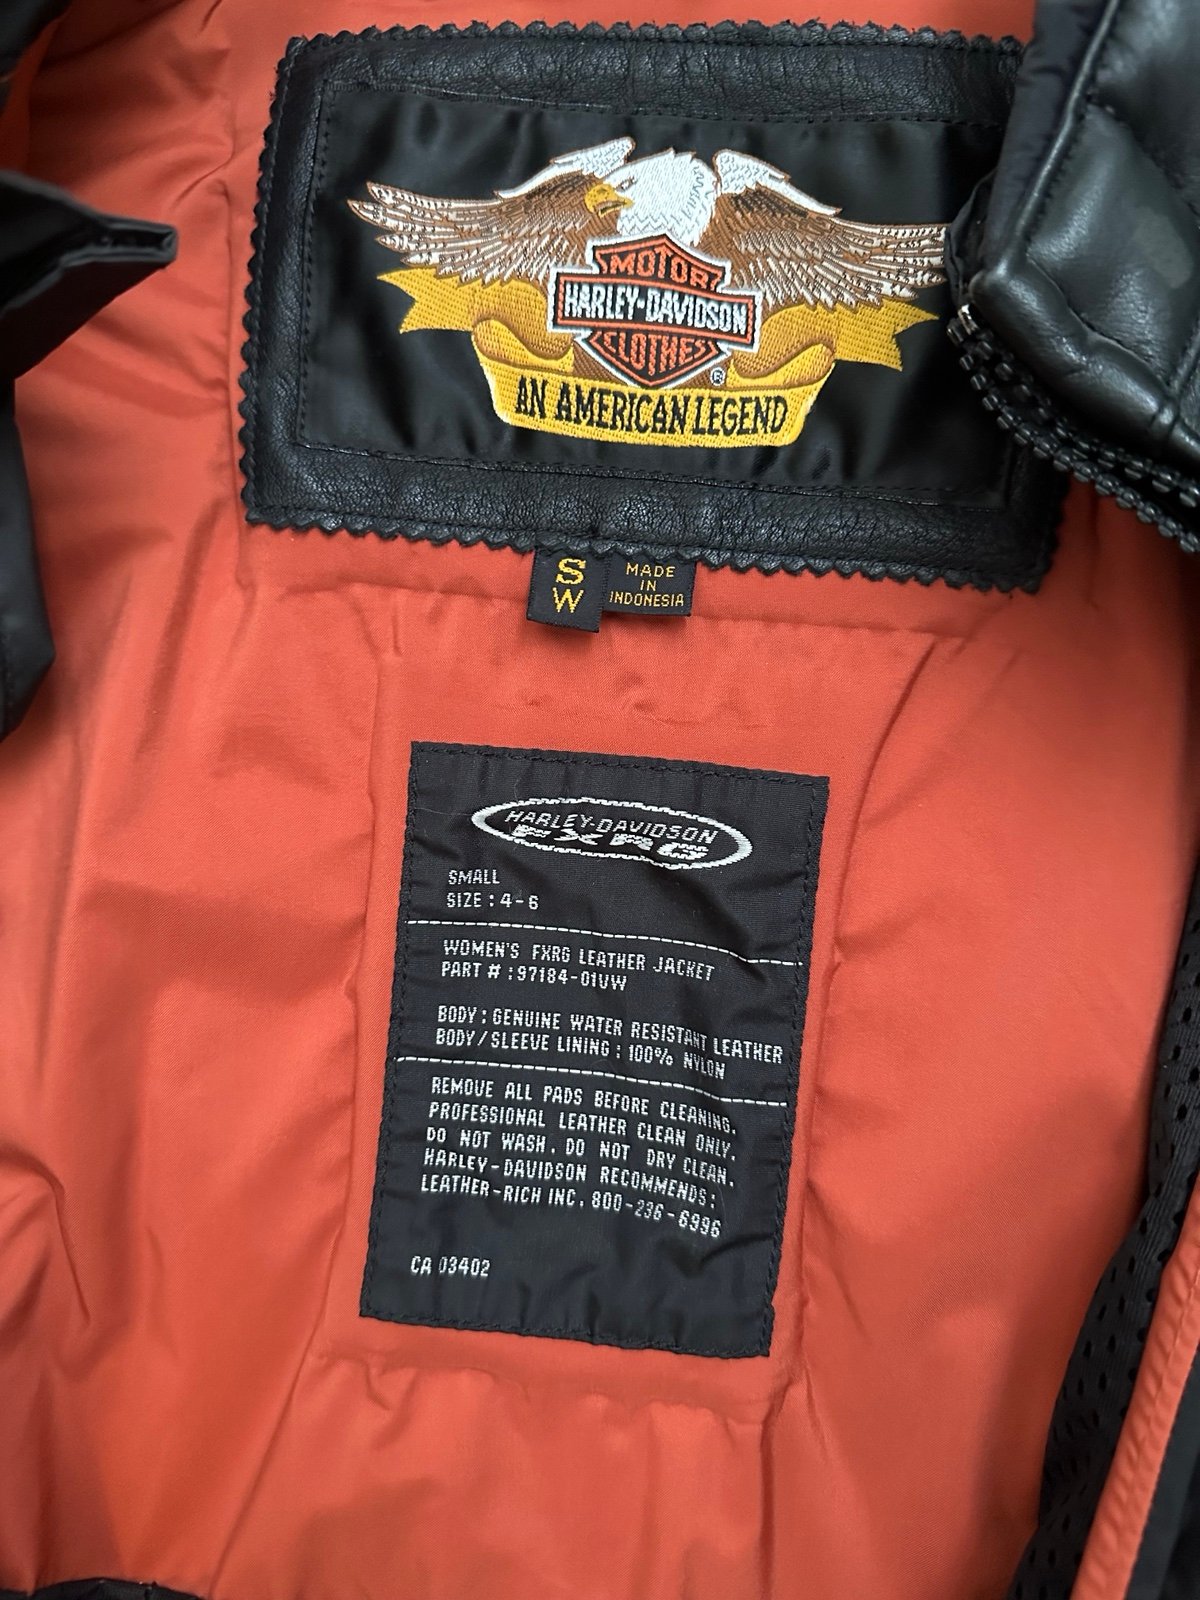 MOTOR
HARLEY-DAVIDSON
CLOTHES
®
AN AMERICAN LEGEND
S
W
MADE
IN
INDONESIA
HARLEY-DAVIDSON
FXRG
SMALL
SIZE : 4-6
WOMEN'S FXRG LEATHER JACKET
PART # : 97184-01VW
BODY : GENUINE WATER RESISTANT LEATHER
BODY/SLEEVE LINING : 100% NYLON
REMOVE ALL PADS BEFORE CLEANING.
PROFESSIONAL LEATHER CLEAN ONLY.
DO NOT WASH. DO NOT DRY CLEAN.
HARLEY-DAVIDSON RECOMMENDS:
LEATHER-RICH INC. 800-236-6996
CA 03402